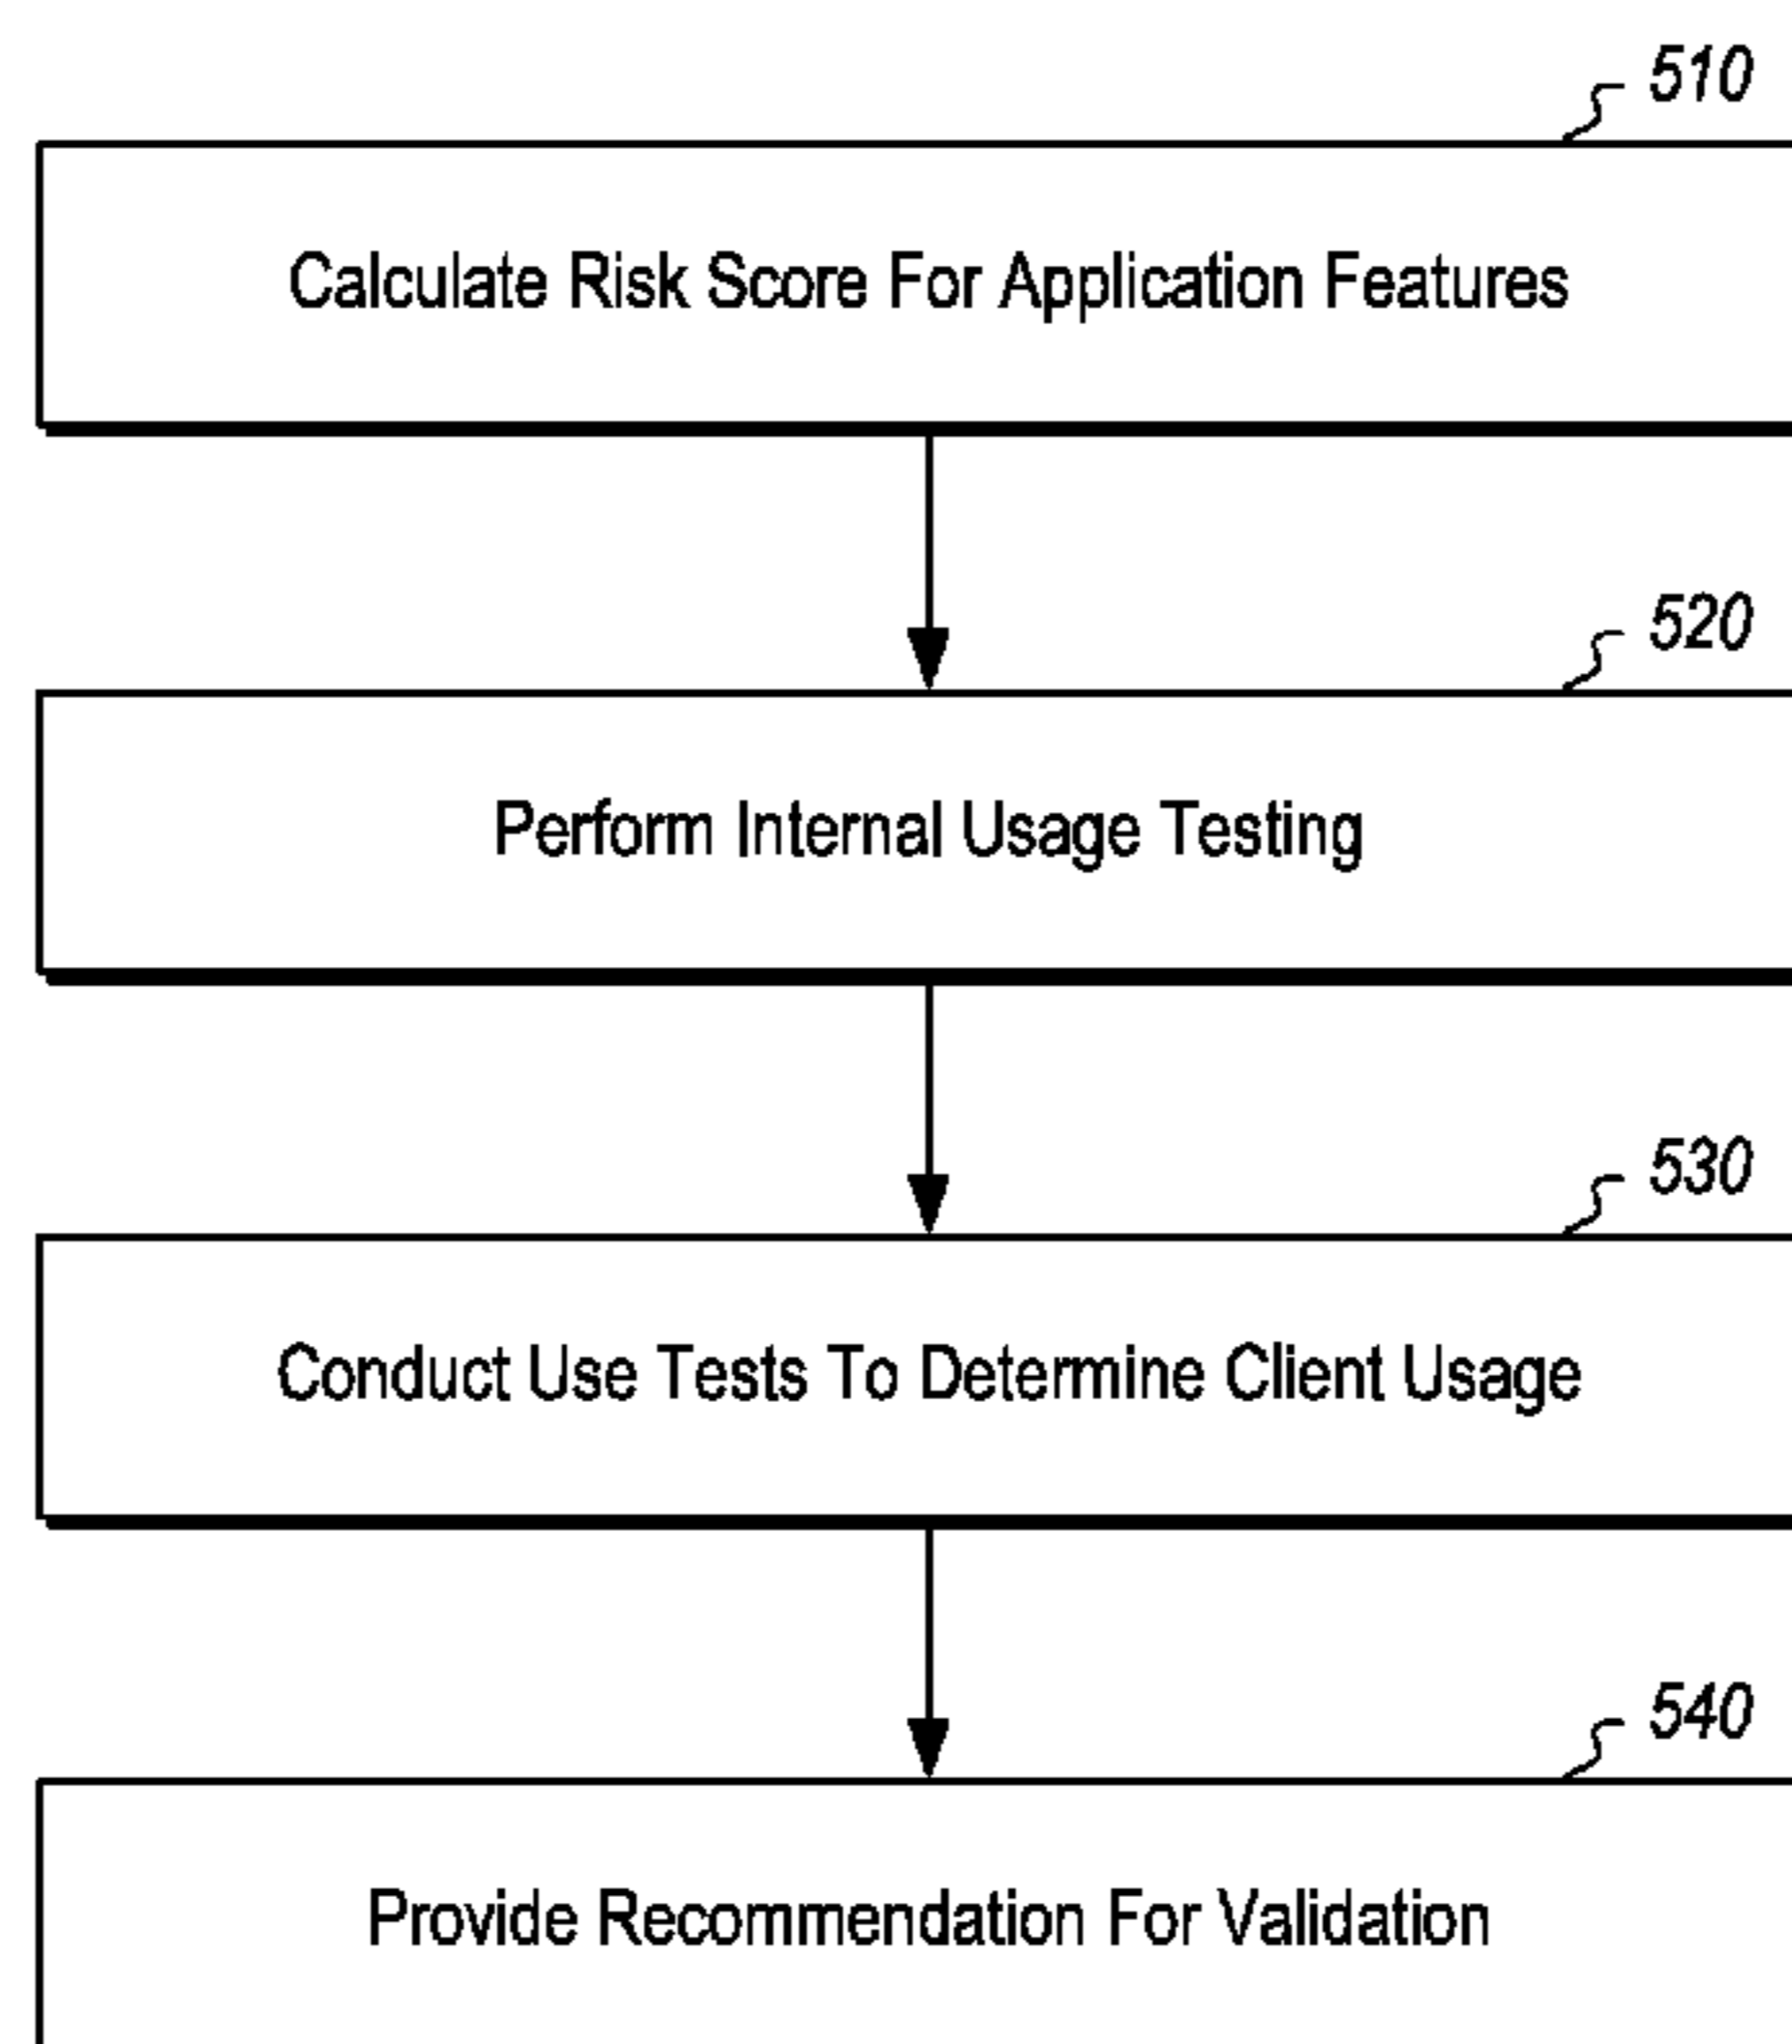 510
Calculate Risk Score For Application Features
520
Perform Internal Usage Testing
530
Conduct Use Tests To Determine Client Usage
540
Provide Recommendation For Validation